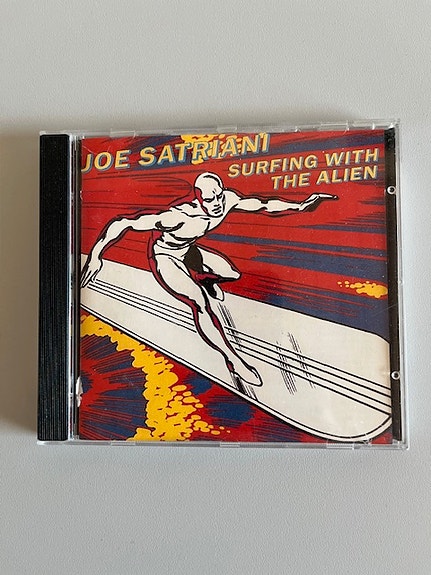 JOE SATRIANI
SURFING WITH
THE ALIEN